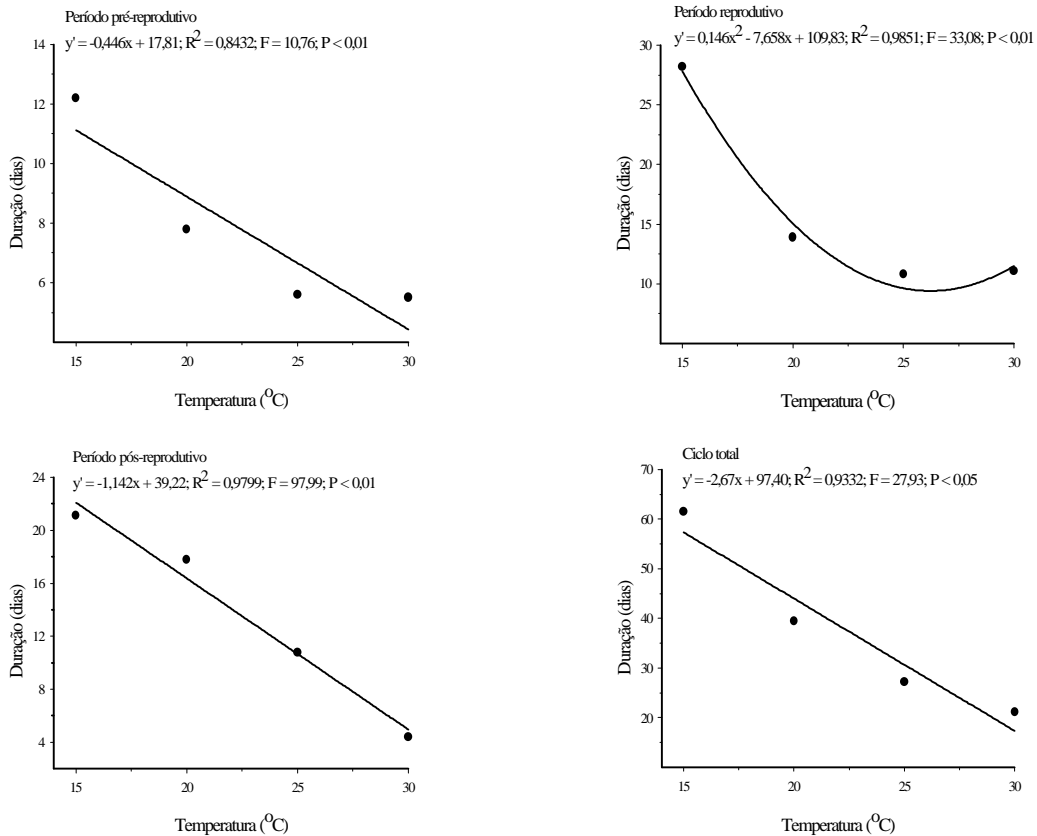 Período pré-reprodutivo
y' = -0,446x + 17,81; R² = 0,8432; F = 10,76; P < 0,01
14
12
10
8
6
Duração (dias)
15 20 25 30
Temperatura (ᴼC)
Período reprodutivo
y' = 0,146x² - 7,658x + 109,83; R² = 0,9851; F = 33,08; P < 0,01
30
25
20
15
10
Duração (dias)
15 20 25 30
Temperatura (ᴼC)
Período pós-reprodutivo
y' = -1,142x + 39,22; R² = 0,9799; F = 97,99; P < 0,01
24
20
16
12
8
4
Duração (dias)
15 20 25 30
Temperatura (ᴼC)
Ciclo total
y' = -2,67x + 97,40; R² = 0,9332; F = 27,93; P < 0,05
70
60
50
40
30
20
Duração (dias)
15 20 25 30
Temperatura (ᴼC)